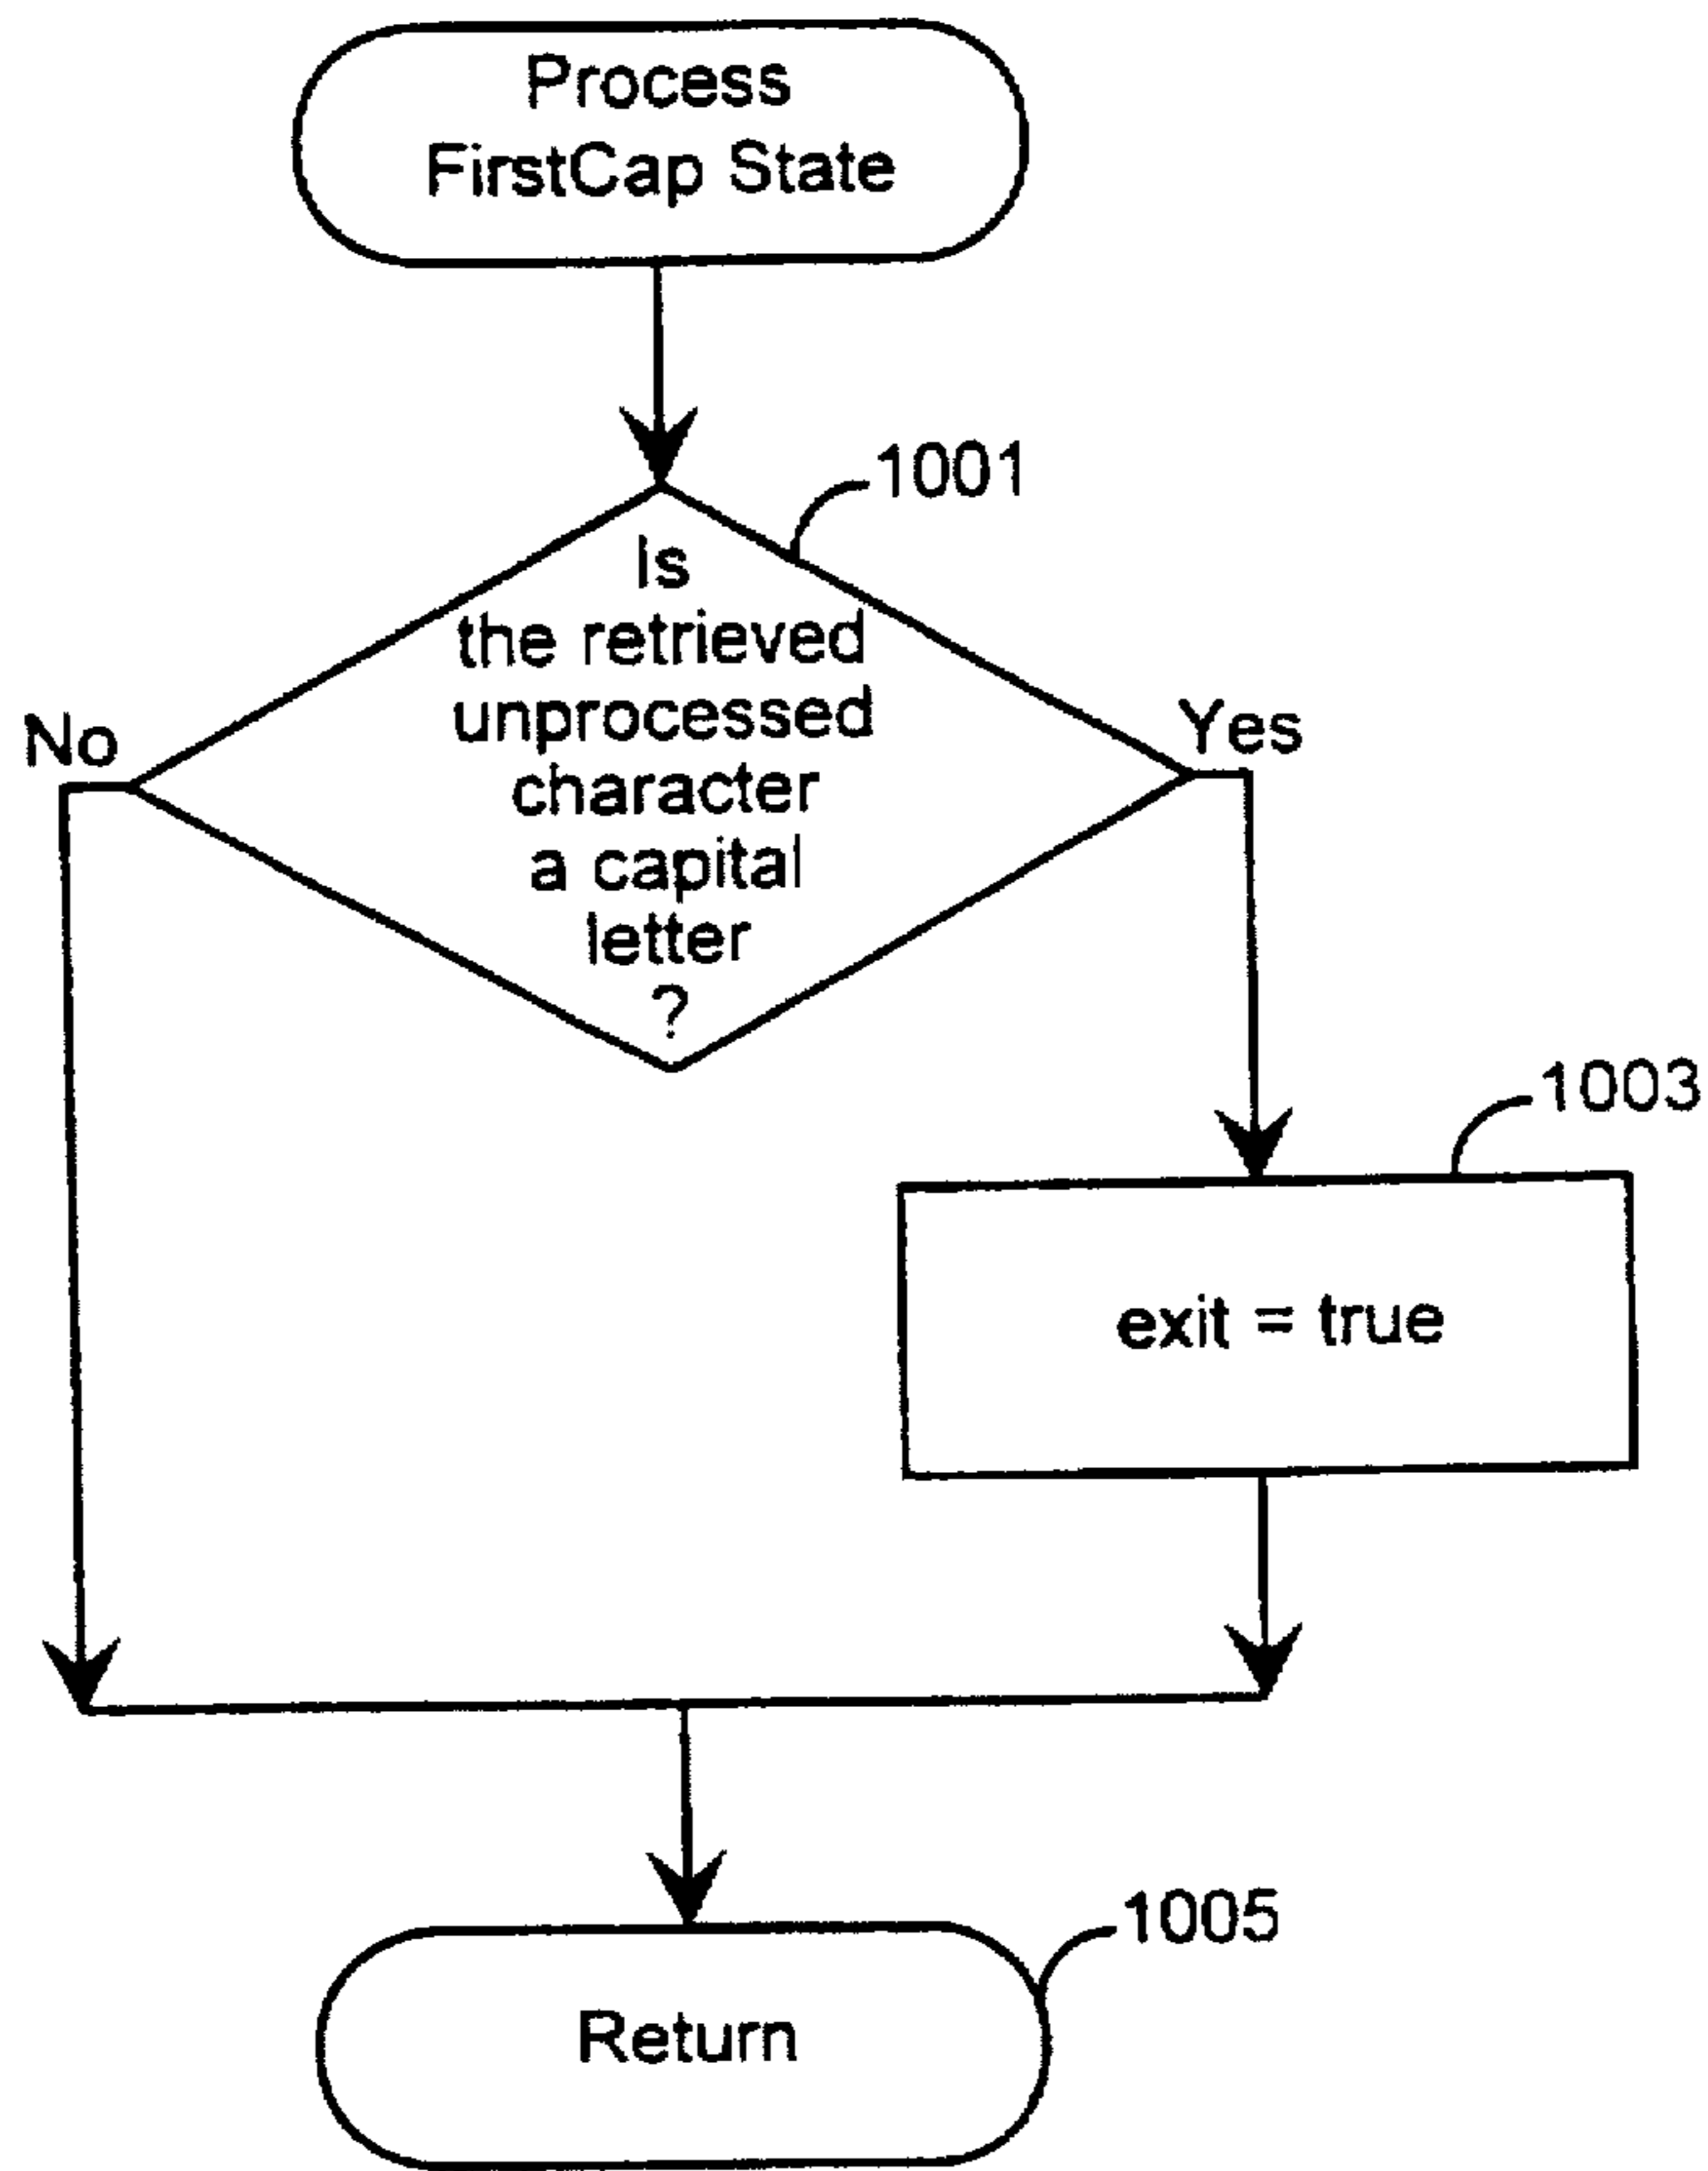 Process
FirstCap State
1001
Is
the retrieved
unprocessed
character
a capital
letter
?
No
Yes
1003
exit = true
1005
Return